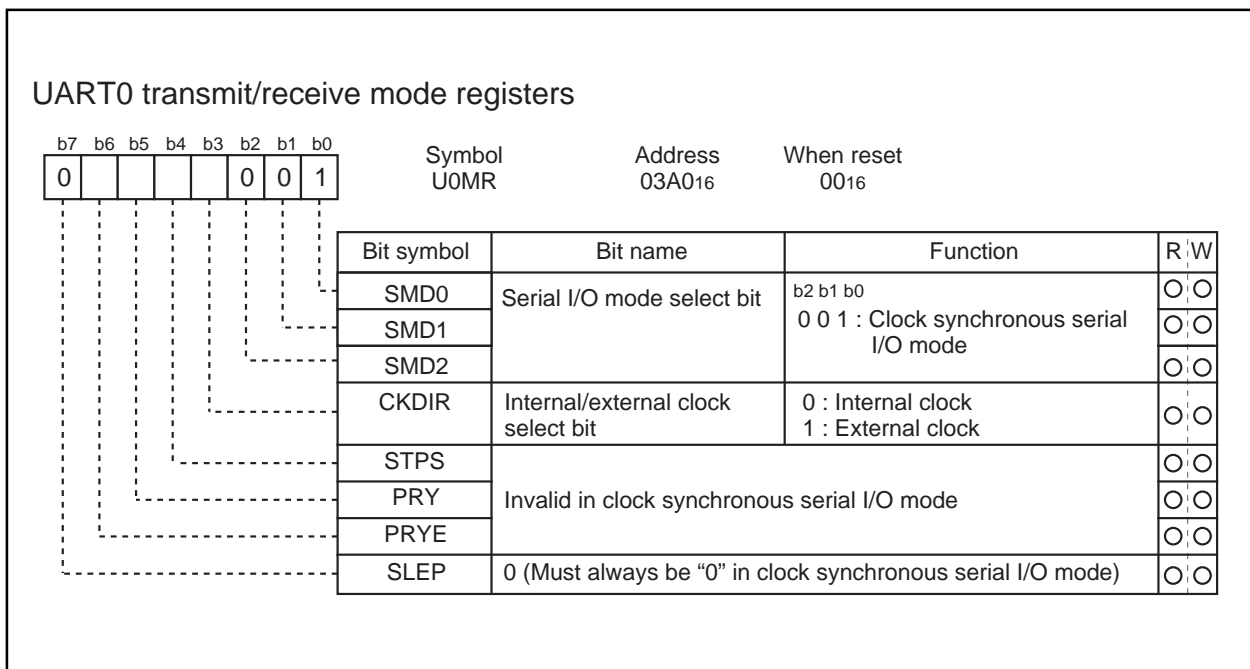 UART0 transmit/receive mode registers
b7 b6 b5 b4 b3 b2 b1 b0
0 0 0 1
Symbol Address When reset
U0MR 03A016 0016
Bit symbol Bit name Function R W
SMD0 Serial I/O mode select bit b2 b1 b0
SMD1 0 0 1 : Clock synchronous serial
I/O mode
SMD2
CKDIR Internal/external clock 0 : Internal clock
select bit 1 : External clock
STPS
PRY Invalid in clock synchronous serial I/O mode
PRYE
SLEP 0 (Must always be “0” in clock synchronous serial I/O mode)